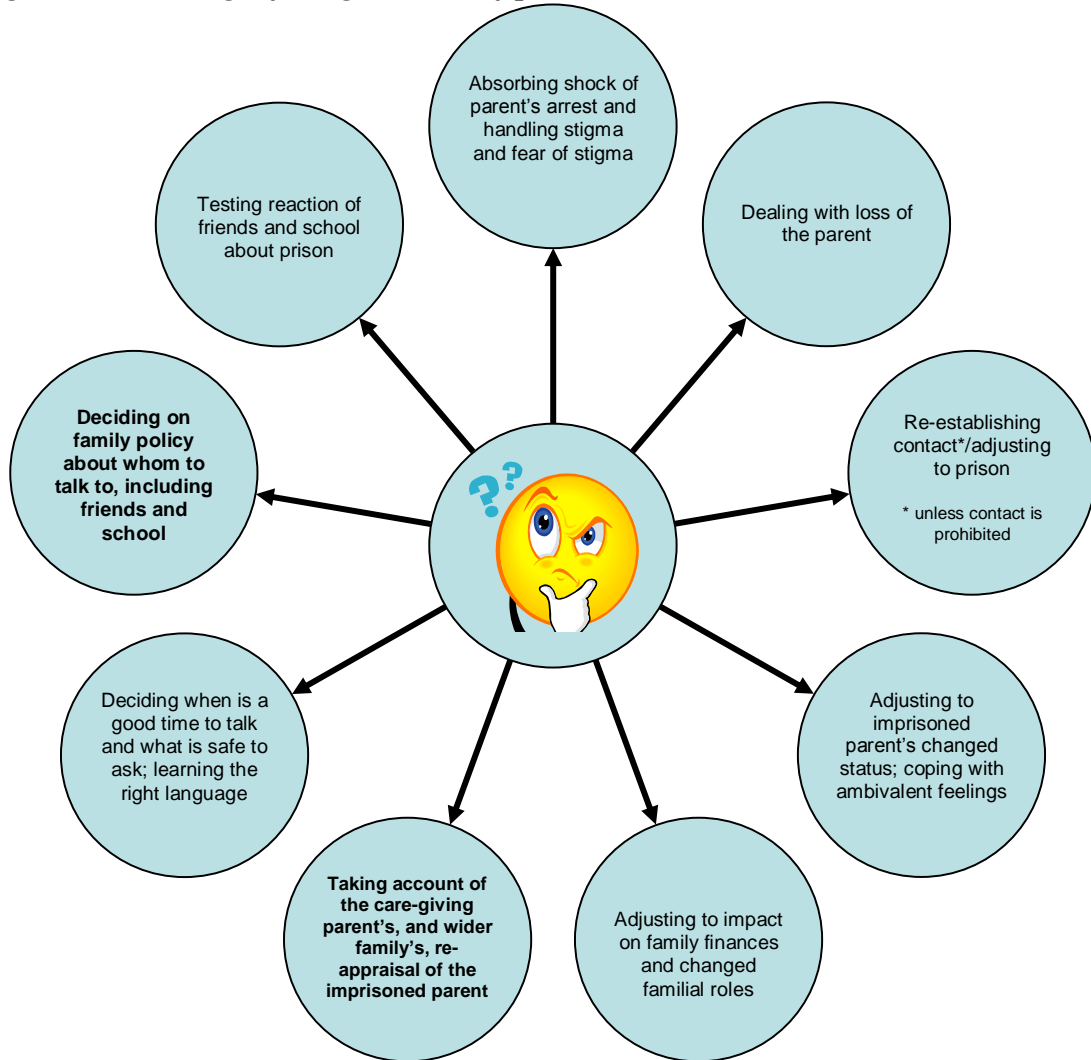 Absorbing shock of
parent's arrest and
handling stigma
and fear of stigma
Dealing with loss of
the parent
Re-establishing
contact*/adjusting
to prison
* unless contact is
prohibited
Adjusting to
imprisoned
parent's changed
status; coping with
ambivalent feelings
Adjusting to impact
on family finances
and changed
familial roles
Taking account of
the care-giving
parent's, and wider
family's, re-
appraisal of the
imprisoned parent
Deciding when is a
good time to talk
and what is safe to
ask; learning the
right language
Deciding on
family policy
about whom to
talk to, including
friends and
school
Testing reaction of
friends and school
about prison
??